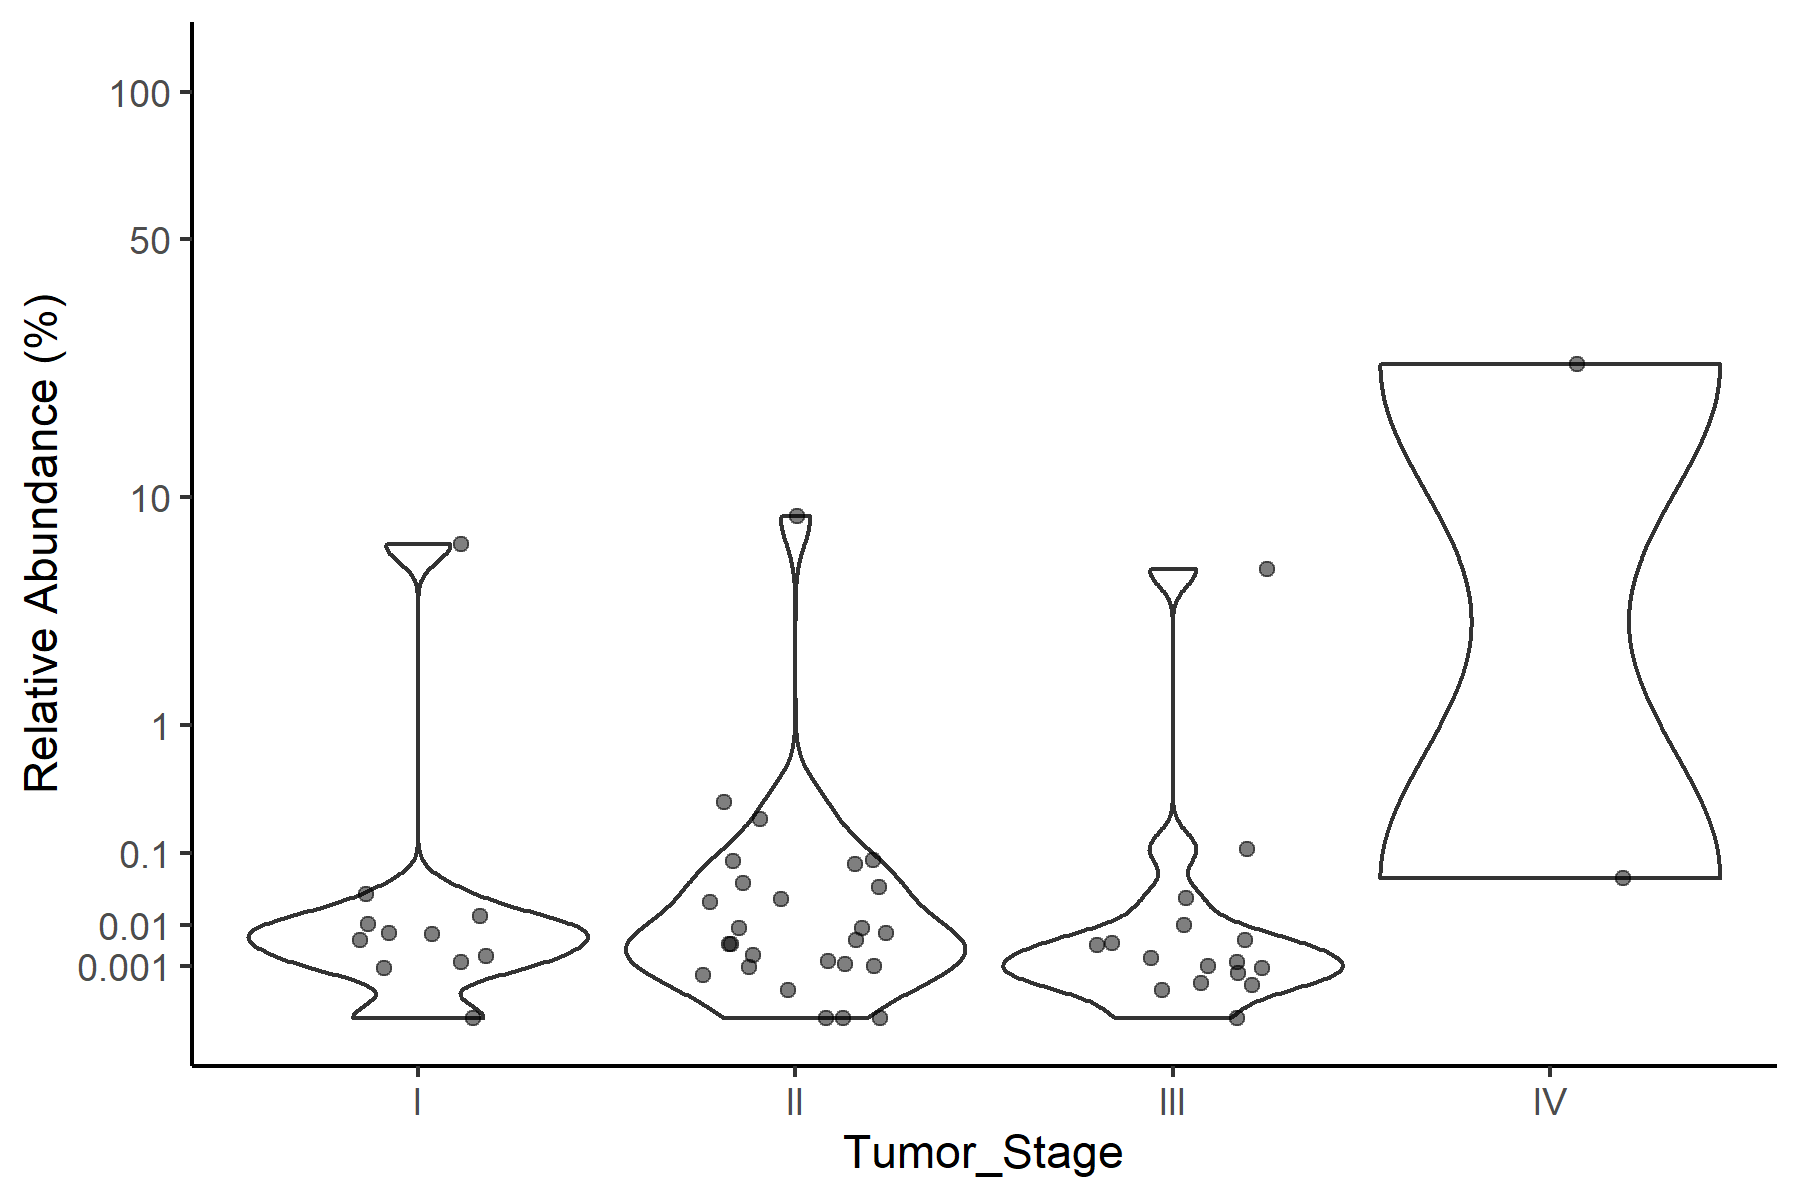 Relative Abundance (%)
100
50
10
1
0.1
0.01
0.001
I
II
III
IV
Tumor_Stage